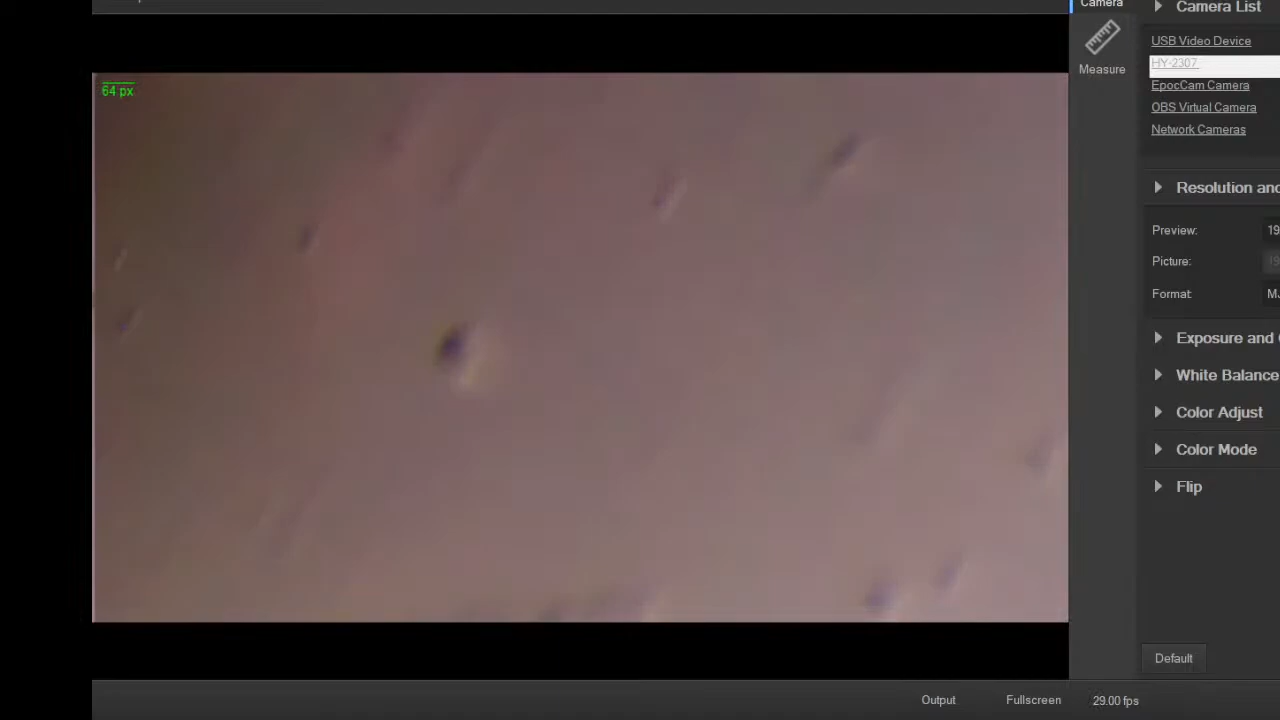 Camera
Camera List
64 px
Measure
USB Video Device
HY-2307
EpocCam Camera
OBS Virtual Camera
Network Cameras
Resolution and
Preview:
19
Picture:
19
Format:
Exposure and
White Balance
Color Adjust
Color Mode
Flip
Default
Output
Fullscreen
29.00 fps